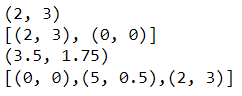 (2, 3)
[(2, 3), (0, 0)]
(3.5, 1.75)
[(0, 0),(5, 0.5),(2, 3)]